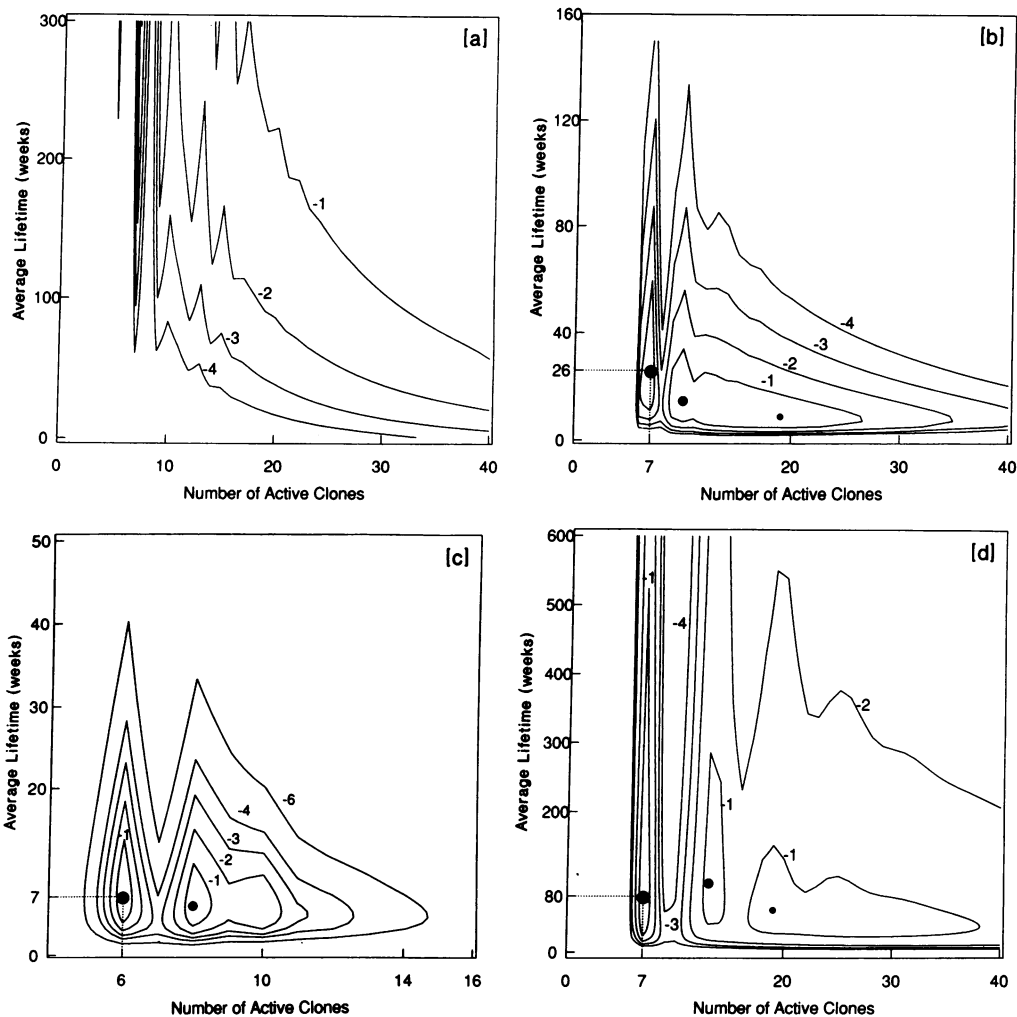 [a]
Average Lifetime (weeks)
300
200
100
0
-1
-2
-3
-4
0 10 20 30 40
Number of Active Clones
[b]
Average Lifetime (weeks)
160
120
80
40
26
0
-4
-3
-2
-1
0 7 20 30 40
Number of Active Clones
[c]
Average Lifetime (weeks)
50
40
30
20
7
0
-1
-6
-4
-3
-2
-1
6 8 10 14 16
Number of Active Clones
[d]
Average Lifetime (weeks)
600
500
400
300
200
80
0
-1
-4
-2
-1
-1
-3
0 7 20 30 40
Number of Active Clones